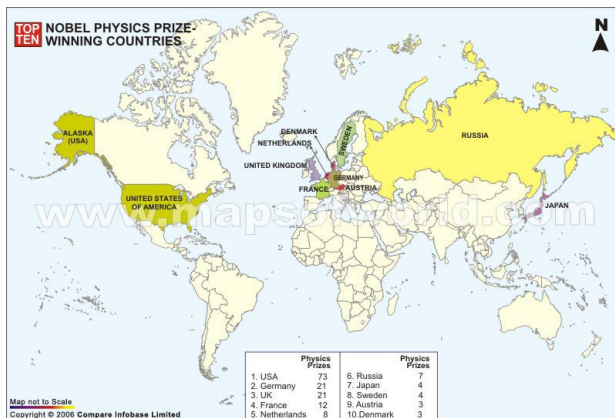 TOP TEN
NOBEL PHYSICS PRIZE-
WINNING COUNTRIES
N
ALASKA
(USA)
UNITED STATES
OF AMERICA
DENMARK
NETHERLANDS
SWEDEN
UNITED KINGDOM
GERMANY
FRANCE
AUSTRIA
RUSSIA
JAPAN
www.mapsofworld.com
Physics
Prizes
1. USA 73
2. Germany 21
3. UK 21
4. France 12
5. Netherlands 8
Physics
Prizes
6. Russia 7
7. Japan 4
8. Sweden 4
9. Austria 3
10.Denmark 3
Map not to Scale
Copyright © 2006 Compare Infobase Limited